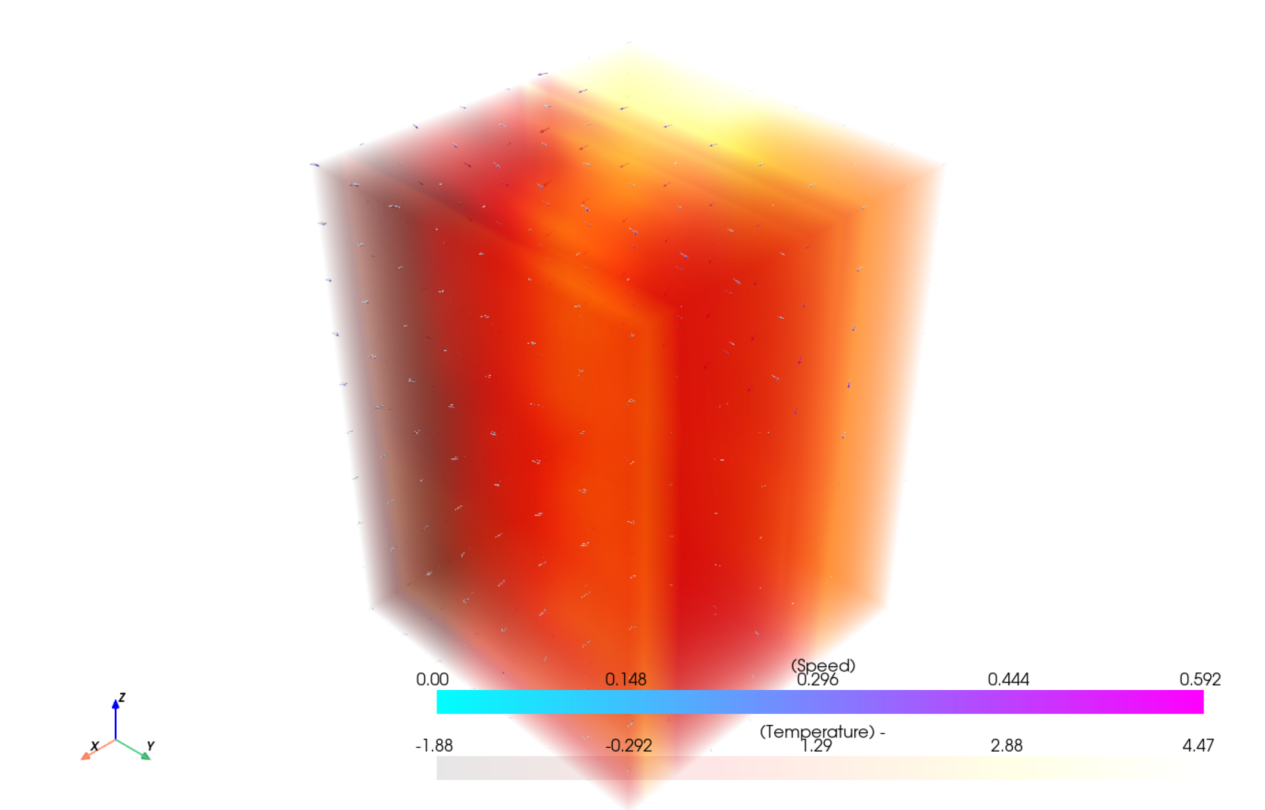 (Speed)
0.00 0.148 0.296 0.444 0.592
(Temperature) -
-1.88 -0.292 1.29 2.88 4.47
Z
X Y